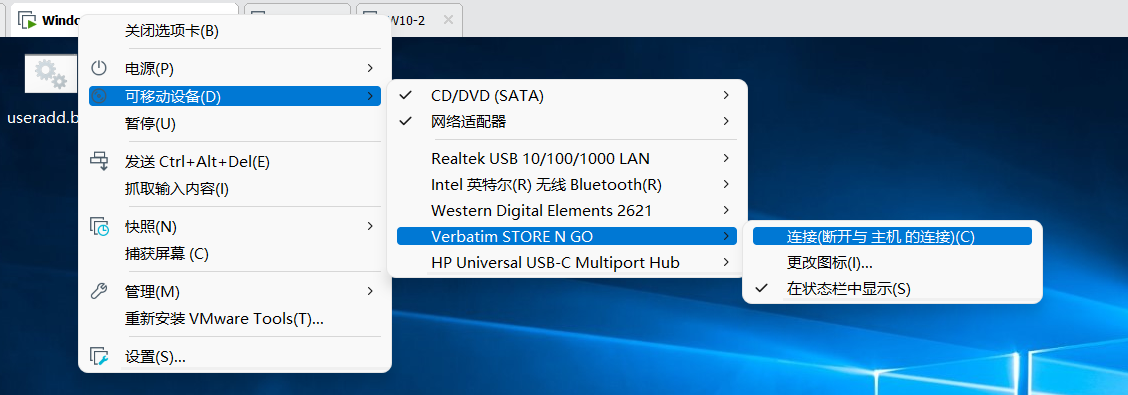 Windo
W10-2
useradd.b
关闭选项卡(B)
电源(P)
可移动设备(D)
暂停(U)
发送 Ctrl+Alt+Del(E)
抓取输入内容(I)
快照(N)
捕获屏幕 (C)
管理(M)
重新安装 VMware Tools(T)...
设置(S)...
CD/DVD (SATA)
网络适配器
Realtek USB 10/100/1000 LAN
Intel 英特尔(R) 无线 Bluetooth(R)
Western Digital Elements 2621
Verbatim STORE N GO
HP Universal USB-C Multiport Hub
连接(断开与 主机 的连接)(C)
更改图标(I)...
在状态栏中显示(S)